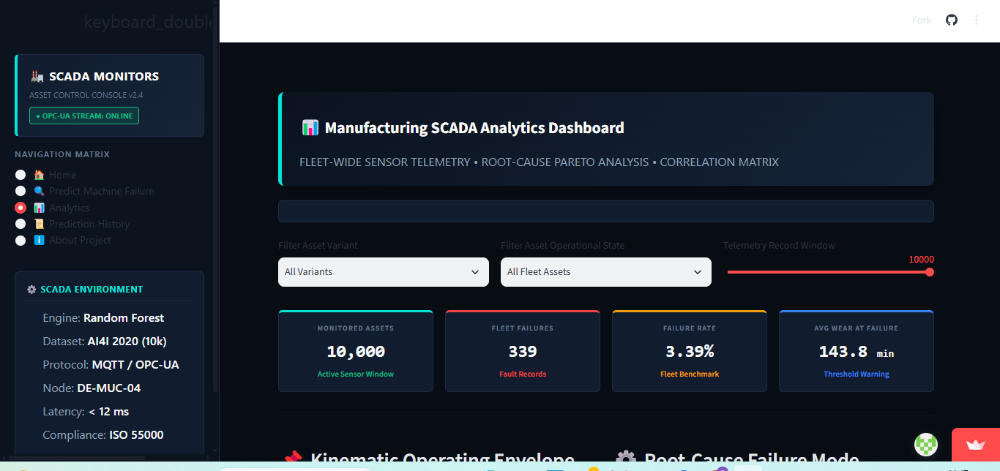 keyboard_double
Fork
SCADA MONITORS
ASSET CONTROL CONSOLE v2.4
● OPC-UA STREAM: ONLINE
NAVIGATION MATRIX
Home
Predict Machine Failure
Analytics
Prediction History
About Project
SCADA ENVIRONMENT
Engine: Random Forest
Dataset: AI4I 2020 (10k)
Protocol: MQTT / OPC-UA
Node: DE-MUC-04
Latency: < 12 ms
Compliance: ISO 55000
Manufacturing SCADA Analytics Dashboard
FLEET-WIDE SENSOR TELEMETRY • ROOT-CAUSE PARETO ANALYSIS • CORRELATION MATRIX
Filter Asset Variant
All Variants
Filter Asset Operational State
All Fleet Assets
Telemetry Record Window
10000
MONITORED ASSETS
10,000
Active Sensor Window
FLEET FAILURES
339
Fault Records
FAILURE RATE
3.39%
Fleet Benchmark
AVG WEAR AT FAILURE
143.8 min
Threshold Warning
Kinematic Operating Envelope
Root-Cause Failure Mode